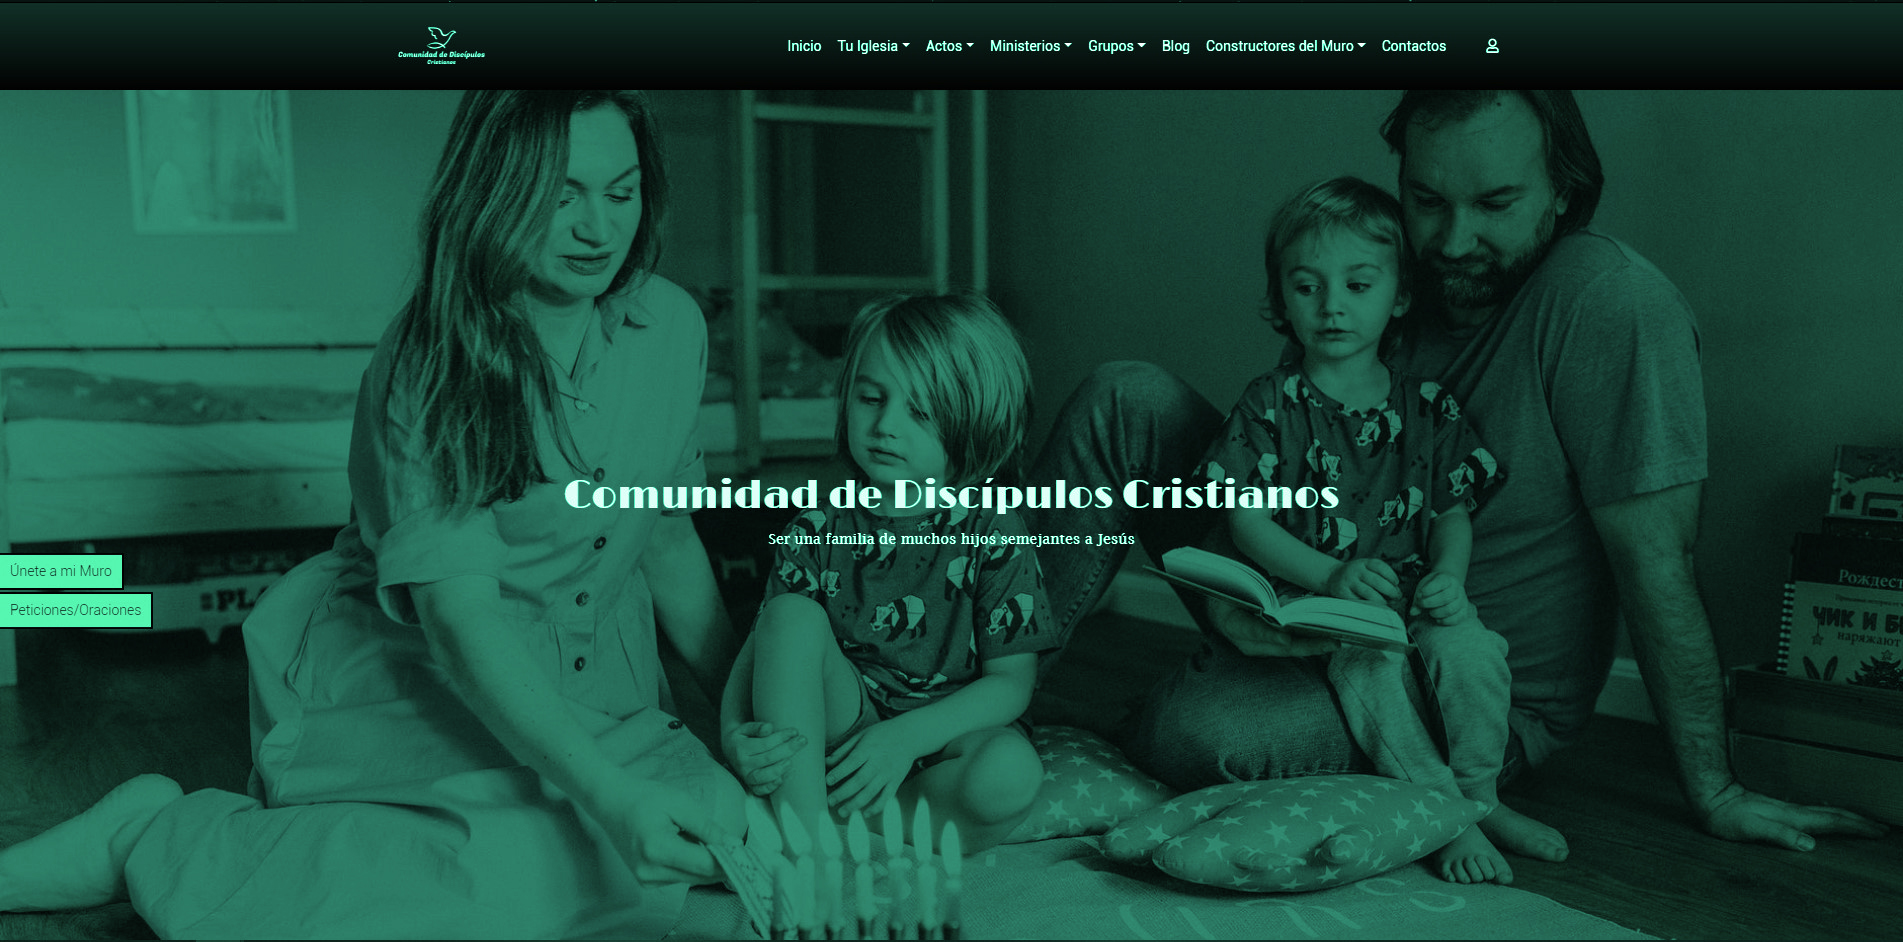 Comunidad de Discípulos
Cristianos
Inicio Tu Iglesia Actos Ministerios Grupos Blog Constructores del Muro Contactos
Comunidad de Discípulos Cristianos
Ser una familia de muchos hijos semejantes a Jesús
Únete a mi Muro
Peticiones/Oraciones
Рождест
ЧИК И Б
наряжают